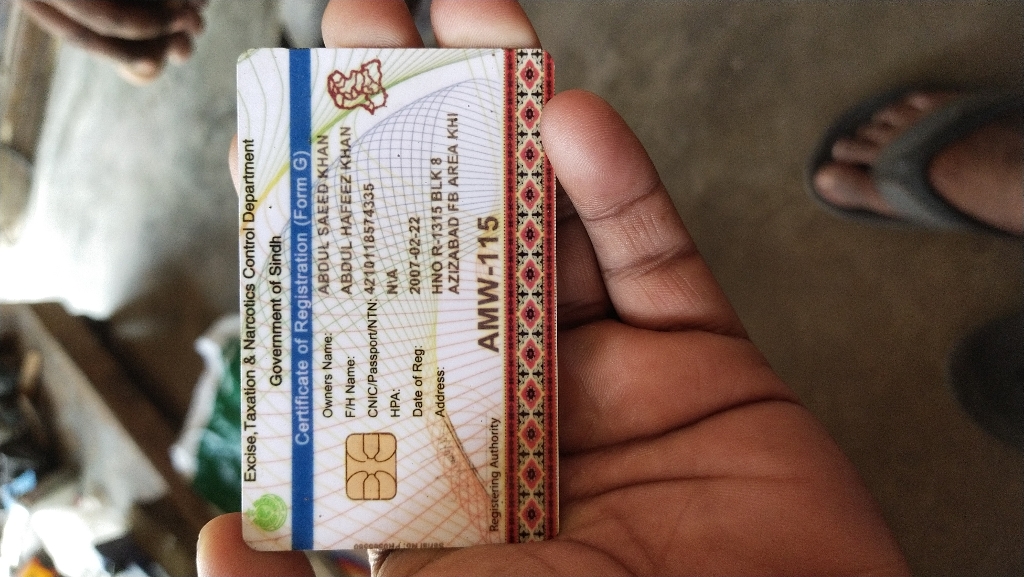 Excise,Taxation & Narcotics Control Department
Government of Sindh
Certificate of Registration (Form G)
Owners Name: ABDUL SAEED KHAN
F/H Name: ABDUL HAFEEZ KHAN
CNIC/Passport/NTN: 4210118574335
HPA: N\A
Date of Reg: 2007-02-22
Address: HNO R-1315 BLK 8
AZIZABAD FB AREA KHI
AMW-115
Registering Authority
Serial No: